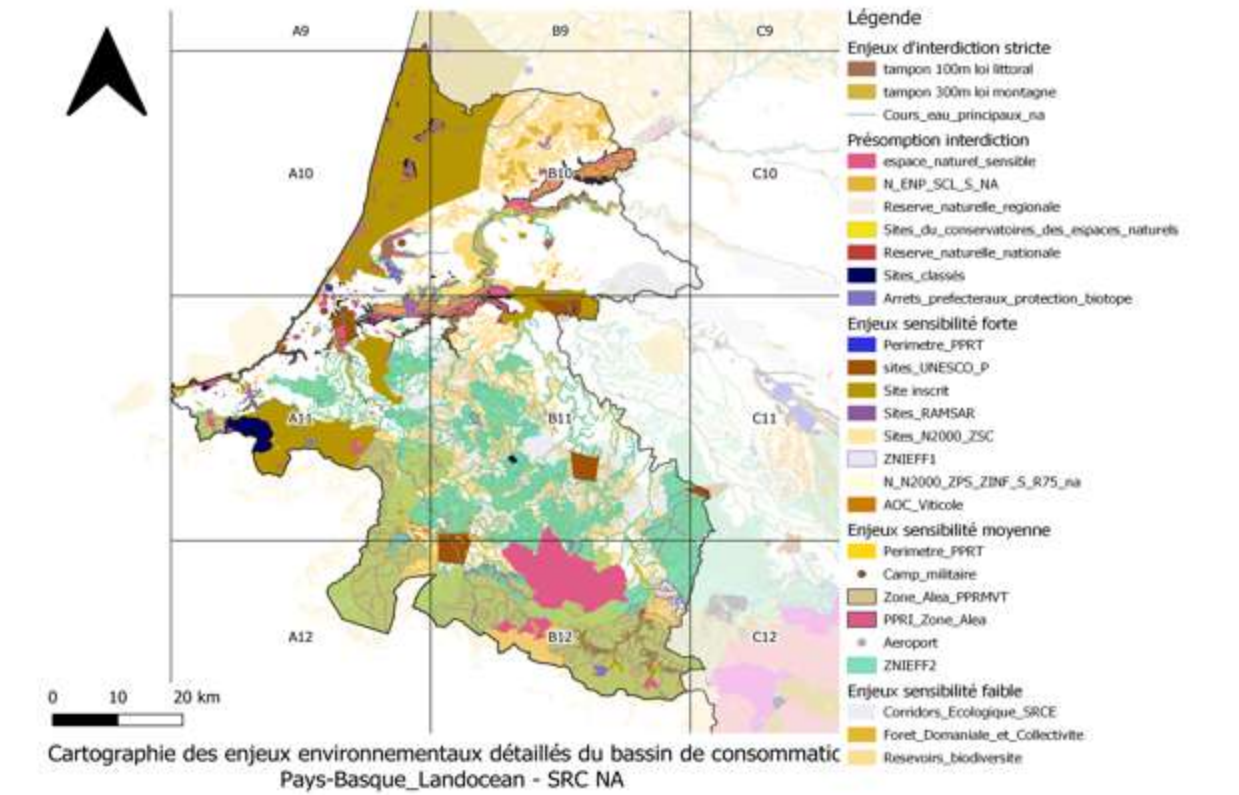 A9
B9
C9
A10
B10
C10
A11
B11
C11
A12
B12
C12
0 10 20 km
Cartographie des enjeux environnementaux détaillés du bassin de consommatic
Pays-Basque_Landocean - SRC NA
Légende
Enjeux d'interdiction stricte
tampon 100m loi littoral
tampon 300m loi montagne
Cours_eau_principaux_na
Présomption interdiction
espace_naturel_sensible
N_ENP_SCL_S_NA
Reserve_naturelle_regionale
Sites_du_conservatoires_des_espaces_naturels
Reserve_naturelle_nationale
Sites_classés
Arrets_prefecteraux_protection_biotope
Enjeux sensibilité forte
Perimetre_PPRT
sites_UNESCO_P
Site inscrit
Sites_RAMSAR
Sites_N2000_ZSC
ZNIEFF1
N_N2000_ZPS_ZINF_S_R75_na
AOC_Viticole
Enjeux sensibilité moyenne
Perimetre_PPRT
Camp_militaire
Zone_Alea_PPRMVT
PPRI_Zone_Alea
Aeroport
ZNIEFF2
Enjeux sensibilité faible
Corridors_Ecologique_SRCE
Foret_Domaniale_et_Collectivite
Resevoirs_biodiversite